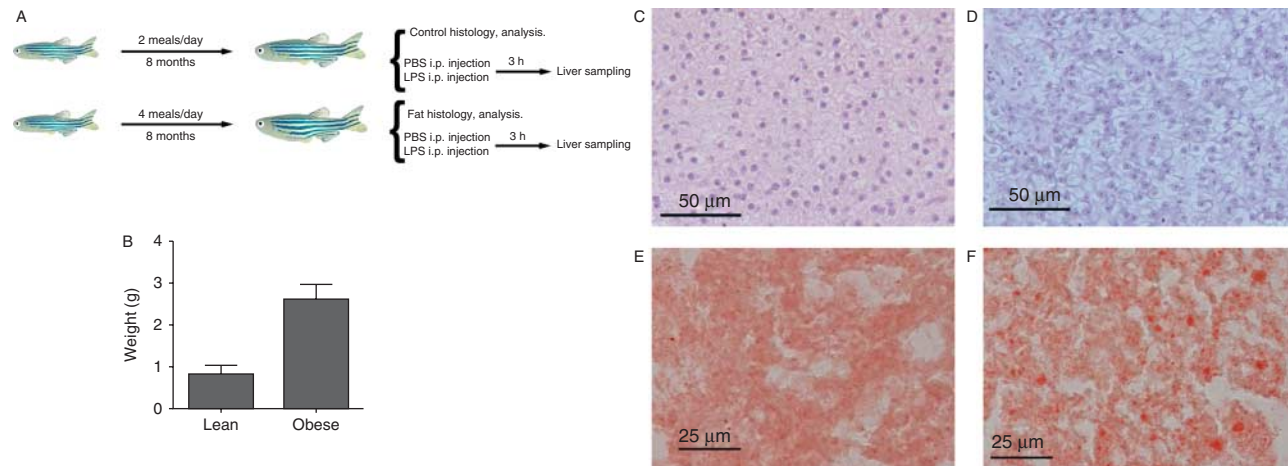 A
2 meals/day
8 months
Control histology, analysis.
PBS i.p. injection
LPS i.p. injection
3 h
Liver sampling
4 meals/day
8 months
Fat histology, analysis.
PBS i.p. injection
LPS i.p. injection
3 h
Liver sampling
B
Weight (g)
4
3
2
1
0
Lean
Obese
C
50 μm
D
50 μm
E
25 μm
F
25 μm